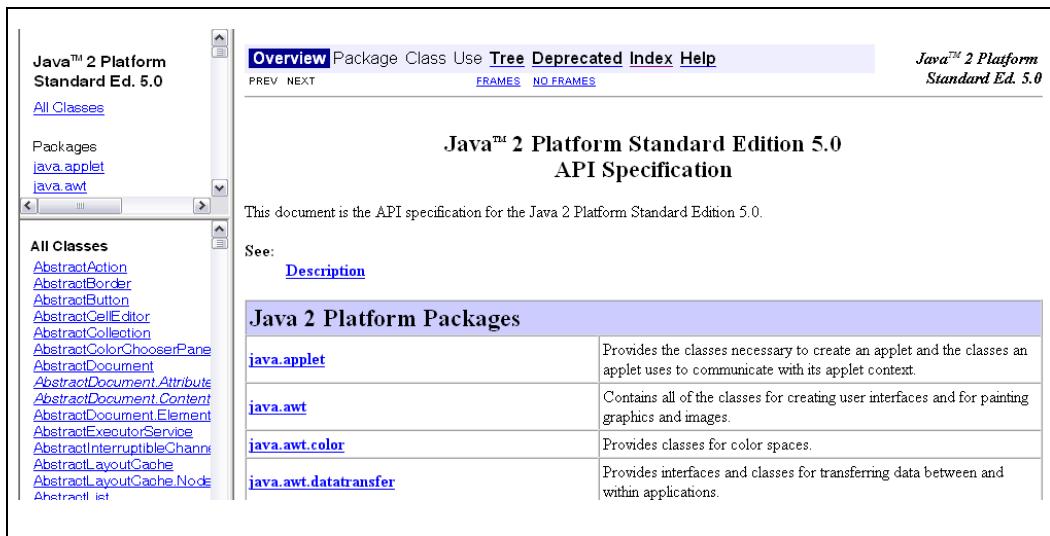 Java™ 2 Platform
Standard Ed. 5.0
All Classes
Packages
java.applet
java.awt
All Classes
AbstractAction
AbstractBorder
AbstractButton
AbstractCellEditor
AbstractCollection
AbstractColorChooserPane
AbstractDocument
AbstractDocument.Attribute
AbstractDocument.Content
AbstractDocument.Element
AbstractExecutorService
AbstractInterruptibleChann
AbstractLayoutCache
AbstractLayoutCache.Node
AbstractList
Overview Package Class Use Tree Deprecated Index Help
PREV NEXT FRAMES NO FRAMES
Java™ 2 Platform
Standard Ed. 5.0
Java™ 2 Platform Standard Edition 5.0
API Specification
This document is the API specification for the Java 2 Platform Standard Edition 5.0.
See:
Description
Java 2 Platform Packages
java.applet
Provides the classes necessary to create an applet and the classes an
applet uses to communicate with its applet context.
java.awt
Contains all of the classes for creating user interfaces and for painting
graphics and images.
java.awt.color
Provides classes for color spaces.
java.awt.datatransfer
Provides interfaces and classes for transferring data between and
within applications.